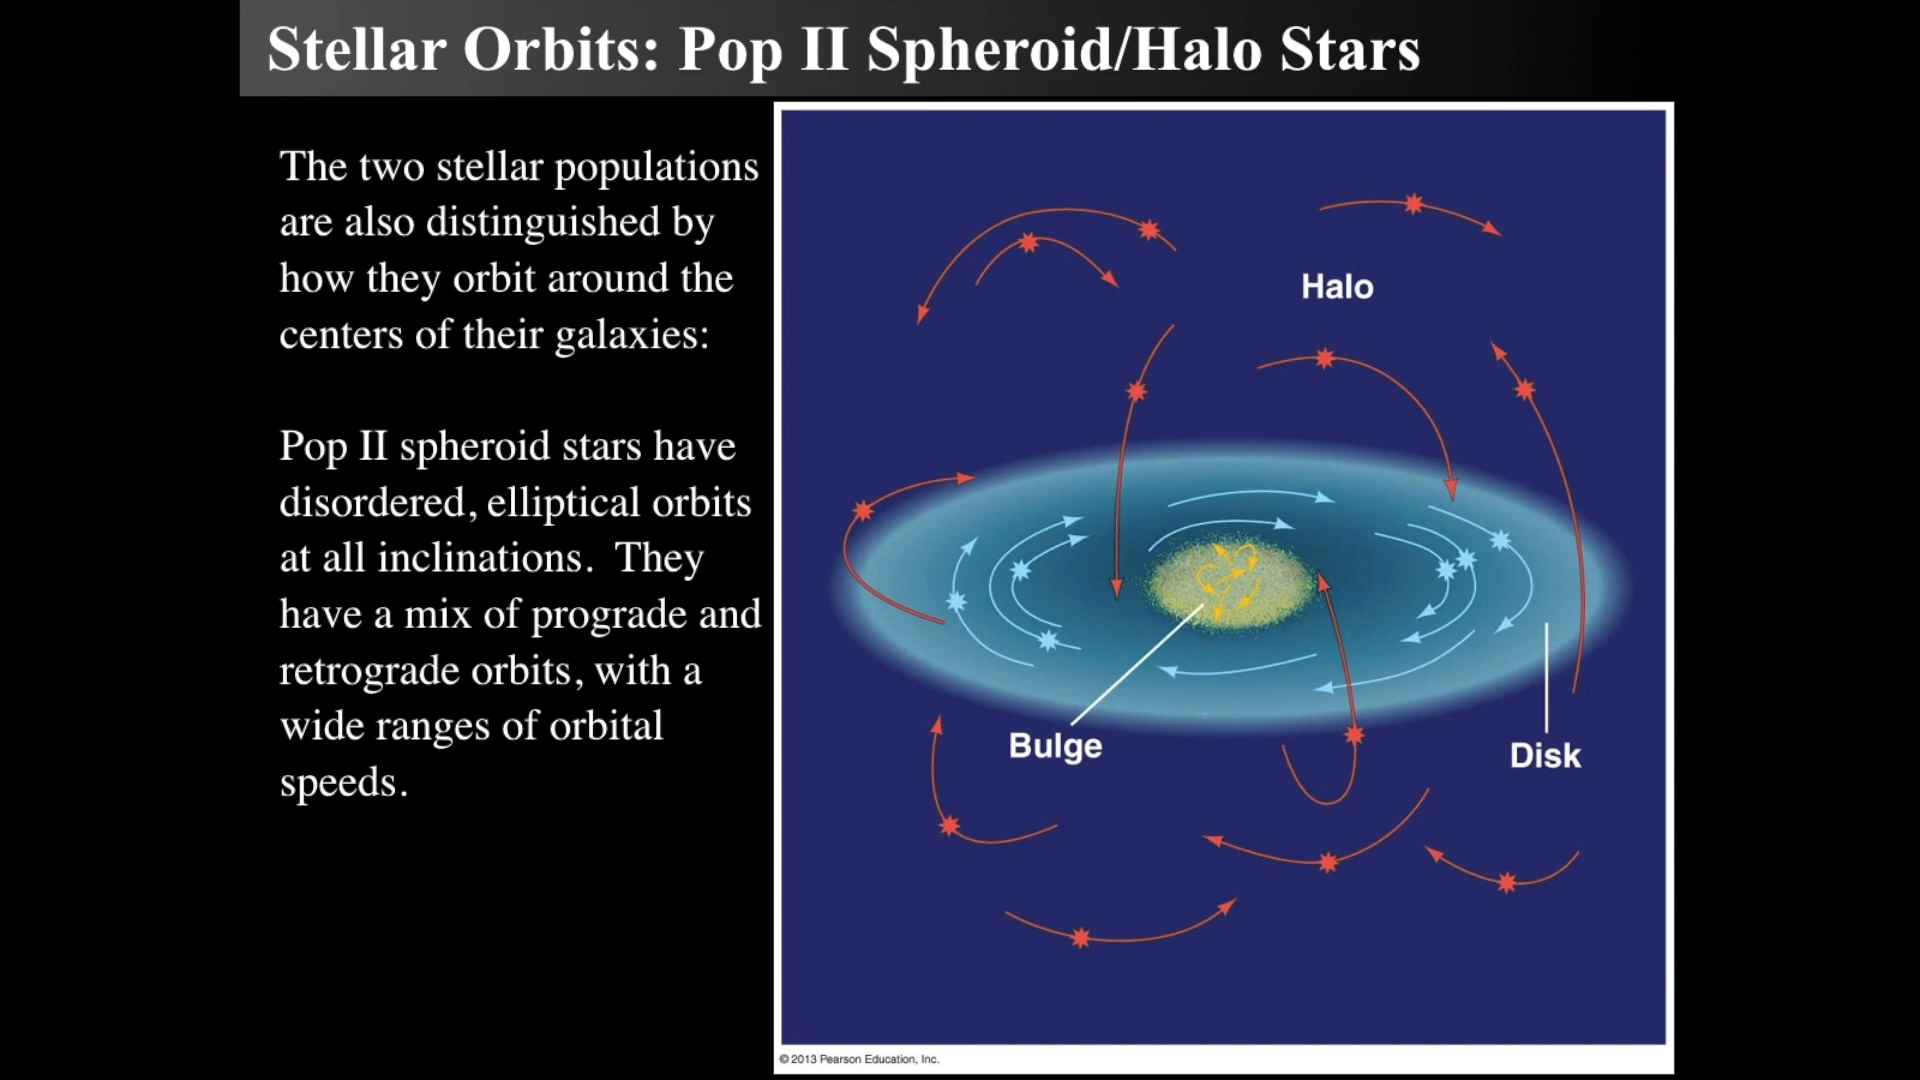 Stellar Orbits: Pop II Spheroid/Halo Stars
The two stellar populations
are also distinguished by
how they orbit around the
centers of their galaxies:
Pop II spheroid stars have
disordered, elliptical orbits
at all inclinations.  They
have a mix of prograde and
retrograde orbits, with a
wide ranges of orbital
speeds.
Halo
Bulge
Disk
© 2013 Pearson Education, Inc.